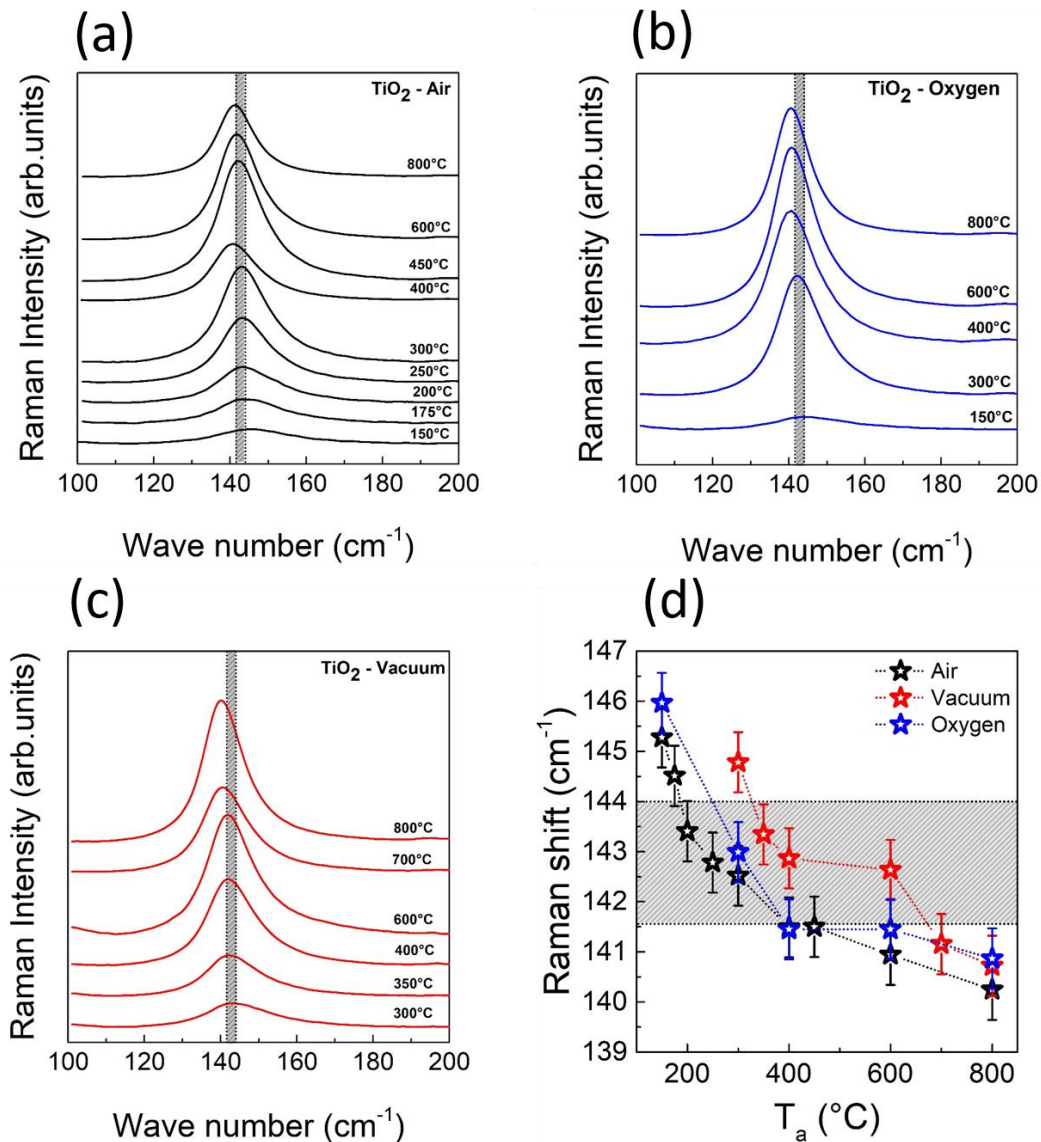 (a)
Raman Intensity (arb.units)
TiO2 - Air
800°C
600°C
450°C
400°C
300°C
250°C
200°C
175°C
150°C
100 120 140 160 180 200
Wave number (cm-1)
(b)
Raman Intensity (arb.units)
TiO2 - Oxygen
800°C
600°C
400°C
300°C
150°C
100 120 140 160 180 200
Wave number (cm-1)
(c)
Raman Intensity (arb.units)
TiO2 - Vacuum
800°C
700°C
600°C
400°C
350°C
300°C
100 120 140 160 180 200
Wave number (cm-1)
(d)
Raman shift (cm-1)
147
146
145
144
143
142
141
140
139
Air
Vacuum
Oxygen
200 400 600 800
Ta (°C)